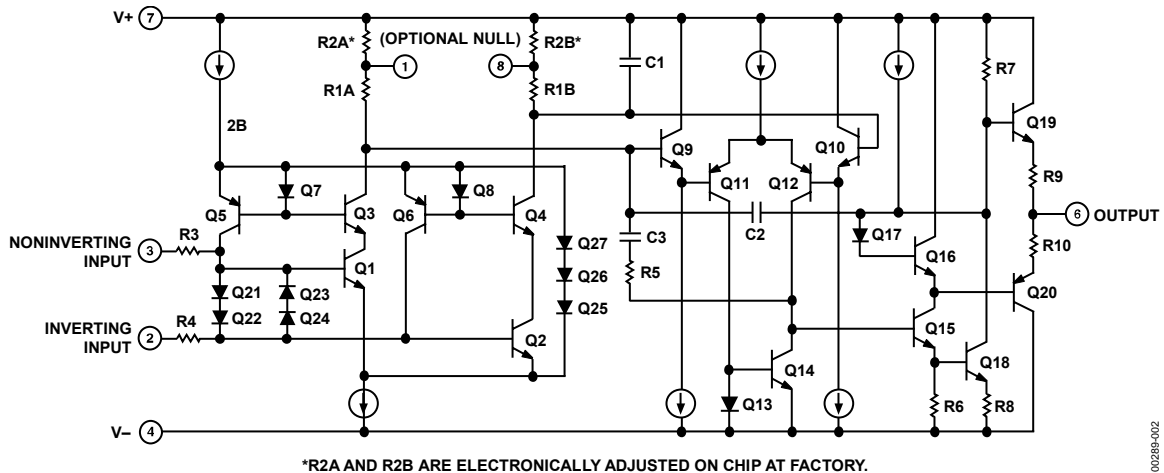 V+ 7
R2A*
(OPTIONAL NULL)
R2B*
1
8
R1A
R1B
C1
R7
2B
Q19
Q9
Q10
Q7
Q8
Q11
Q12
R9
Q5
Q3
Q6
Q4
6 OUTPUT
NONINVERTING
INPUT
3
R3
C3
C2
Q17
Q27
R10
Q16
Q1
R5
Q26
Q21
Q23
Q20
Q22
Q24
Q25
INVERTING
INPUT
2
R4
Q2
Q15
Q14
Q18
Q13
R6
R8
V– 4
*R2A AND R2B ARE ELECTRONICALLY ADJUSTED ON CHIP AT FACTORY.
00289-002